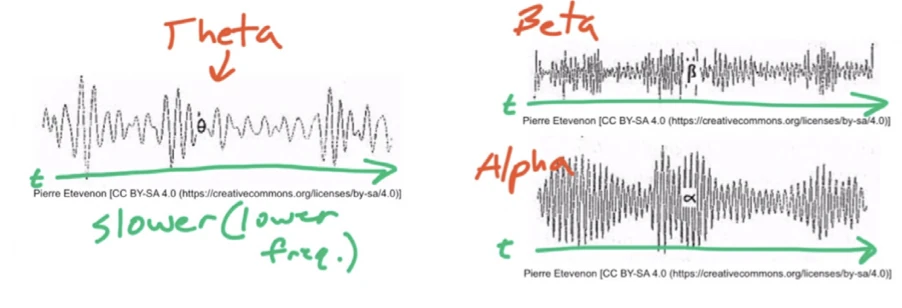 Theta
θ
t
Pierre Etevenon [CC BY-SA 4.0 (https://creativecommons.org/licenses/by-sa/4.0)]
slower (lower
freq.)
Beta
β
t
Pierre Etevenon [CC BY-SA 4.0 (https://creativecommons.org/licenses/by-sa/4.0)]
Alpha
α
t
Pierre Etevenon [CC BY-SA 4.0 (https://creativecommons.org/licenses/by-sa/4.0)]